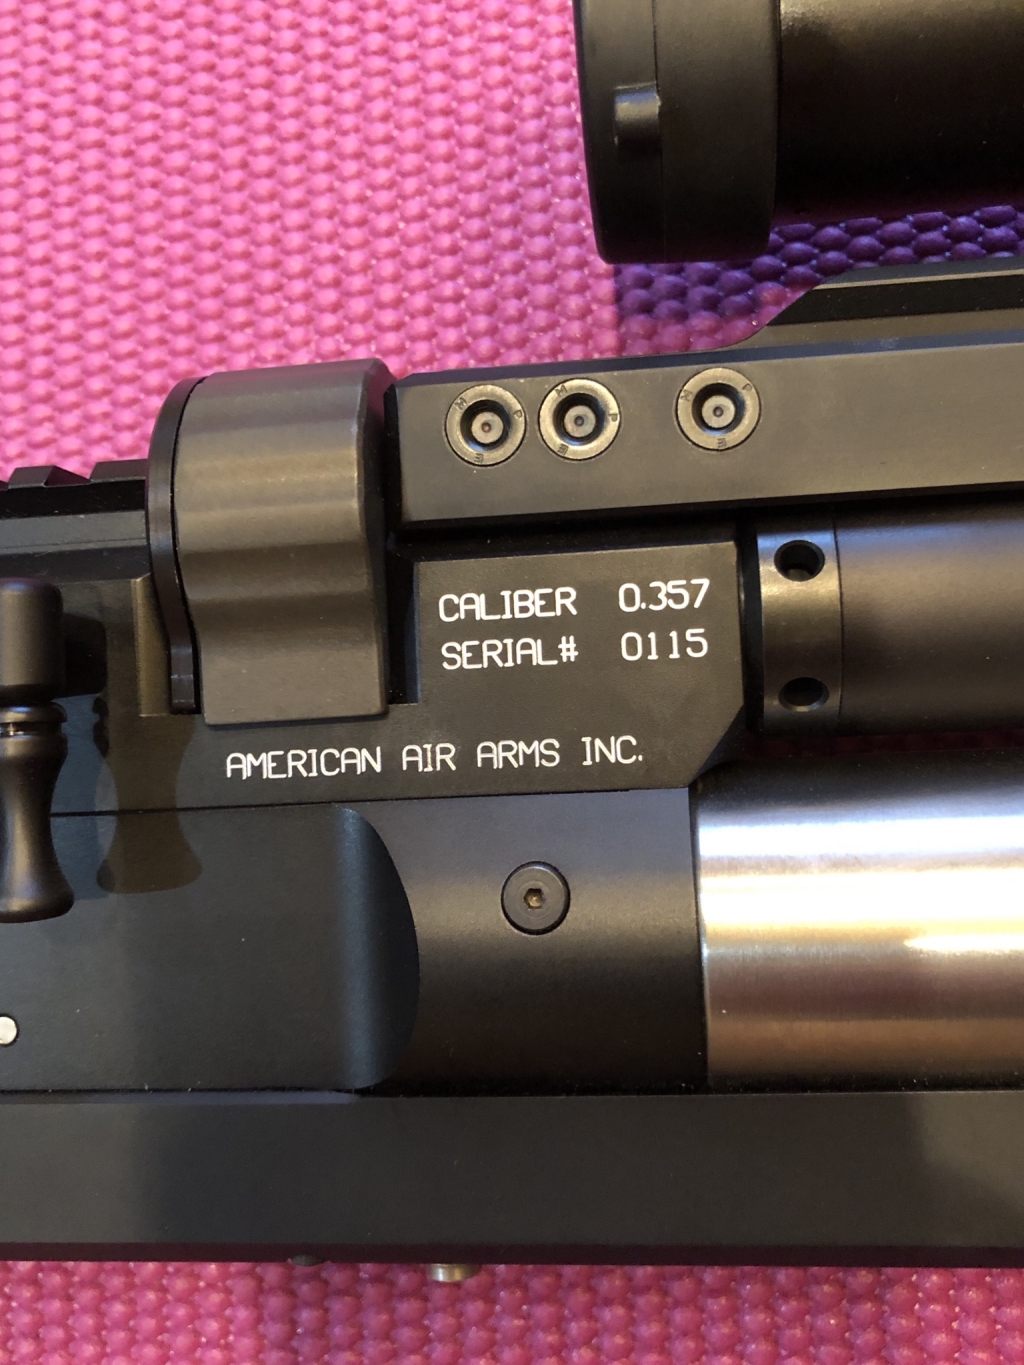 CALIBER 0.357
SERIAL# 0115
AMERICAN AIR ARMS INC.